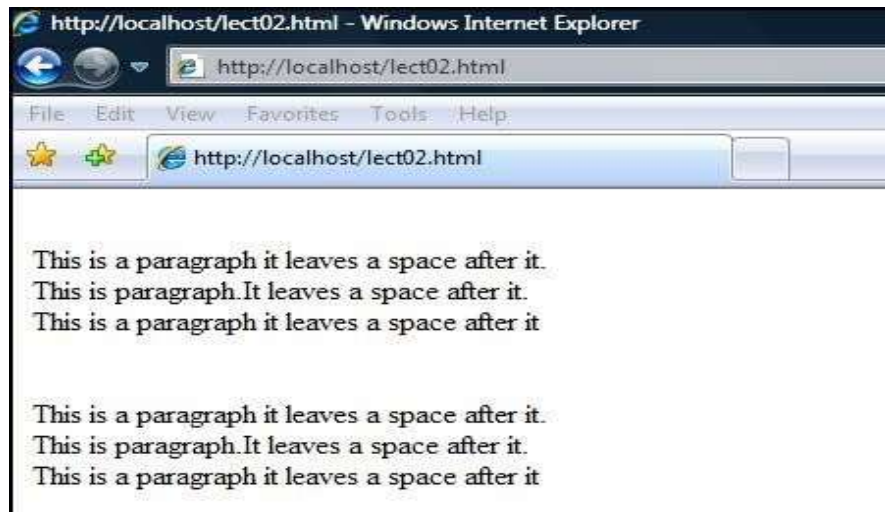 http://localhost/lect02.html - Windows Internet Explorer
http://localhost/lect02.html
File Edit View Favorites Tools Help
http://localhost/lect02.html
This is a paragraph it leaves a space after it.
This is paragraph.It leaves a space after it.
This is a paragraph it leaves a space after it
This is a paragraph it leaves a space after it.
This is paragraph.It leaves a space after it.
This is a paragraph it leaves a space after it